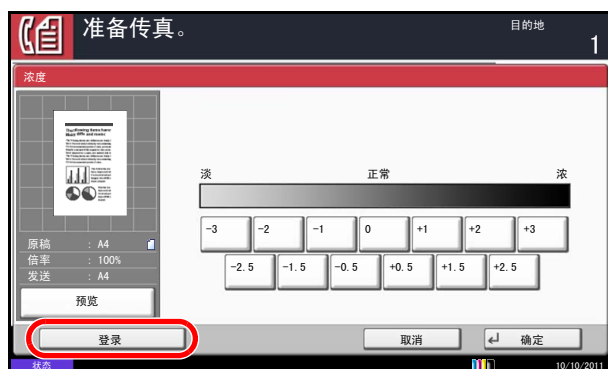 准备传真。
目的地
1
浓度
淡 正常 浓
-3 -2 -1 0 +1 +2 +3
-2.5 -1.5 -0.5 +0.5 +1.5 +2.5
原稿 : A4
倍率 : 100%
发送 : A4
预览
登录 取消 确定
状态 10/10/2011